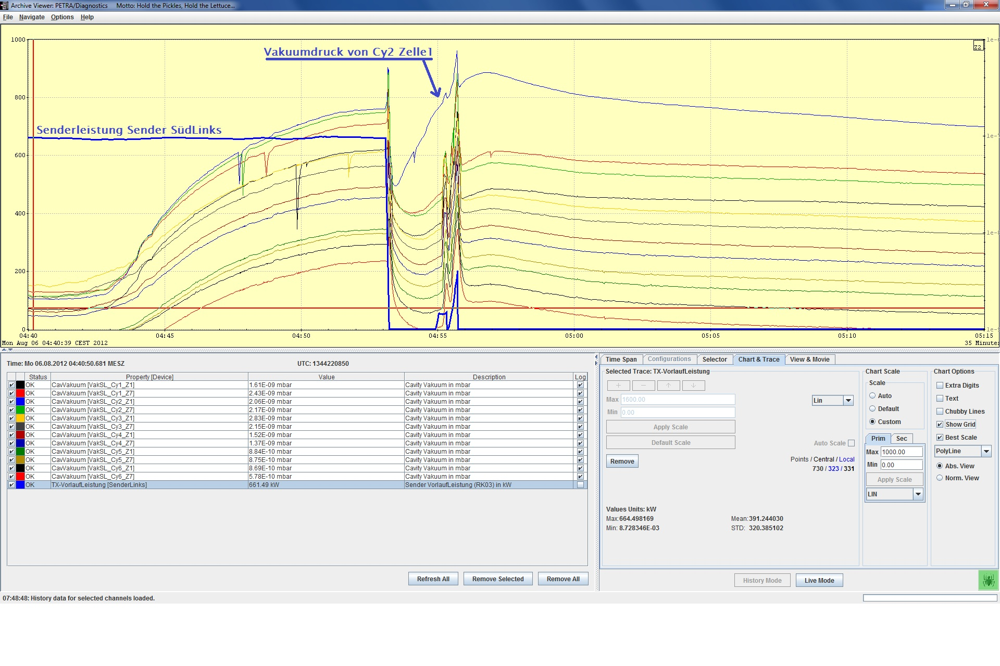 Archive Viewer: PETRA/Diagnostics Motto: Hold the Pickles, Hold the Lettuce...
File Navigate Options Help
1000
800
600
400
200
0
Vakuumdruck von Cy2 Zelle1
Senderleistung Sender SüdLinks
Z2
04:40 04:45 04:50 04:55 05:00 05:05 05:10 05:15
Mon Aug 06 04:40:39 CEST 2012
Time: Mo 06.08.2012 04:40:50.681 MESZ UTC: 1344220850
Status Property [Device] Value Description Log
OK CavVakuum [VakSL_Cy1_Z1] 1.61E-09 mbar Cavity Vakuum in mbar
OK CavVakuum [VakSL_Cy1_Z7] 2.43E-09 mbar Cavity Vakuum in mbar
OK CavVakuum [VakSL_Cy2_Z1] 2.06E-09 mbar Cavity Vakuum in mbar
OK CavVakuum [VakSL_Cy2_Z7] 2.17E-09 mbar Cavity Vakuum in mbar
OK CavVakuum [VakSL_Cy3_Z1] 2.83E-09 mbar Cavity Vakuum in mbar
OK CavVakuum [VakSL_Cy3_Z7] 2.15E-09 mbar Cavity Vakuum in mbar
OK CavVakuum [VakSL_Cy4_Z1] 1.52E-09 mbar Cavity Vakuum in mbar
OK CavVakuum [VakSL_Cy4_Z7] 1.37E-09 mbar Cavity Vakuum in mbar
OK CavVakuum [VakSL_Cy5_Z1] 8.84E-10 mbar Cavity Vakuum in mbar
OK CavVakuum [VakSL_Cy5_Z7] 8.75E-10 mbar Cavity Vakuum in mbar
OK CavVakuum [VakSL_Cy6_Z1] 8.69E-10 mbar Cavity Vakuum in mbar
OK CavVakuum [VakSL_Cy6_Z7] 5.78E-10 mbar Cavity Vakuum in mbar
OK TX-VorlaufLeistung [SenderLinks] 661.49 kW Sender VorlaufLeistung (RK03) in kW
Refresh All Remove Selected Remove All
Time Span Configurations Selector Chart & Trace View & Movie
Selected Trace: TX-VorlaufLeistung
Max 1600.00
Lin
Min 0.00
Apply Scale
Default Scale
Auto Scale
Remove
Points / Central / Local
730 / 323 / 331
Values Units: kW
Max: 664.498169 Mean: 391.244030
Min: 8.728346E-03 STD: 320.385102
Chart Scale
Scale
Auto
Default
Custom
Prim Sec
Max 1000.00
Min 0.00
Apply Scale
LIN
Chart Options
Extra Digits
Text
Chubby Lines
Show Grid
Best Scale
PolyLine
Abs. View
Norm. View
History Mode Live Mode
07:48:48: History data for selected channels loaded.